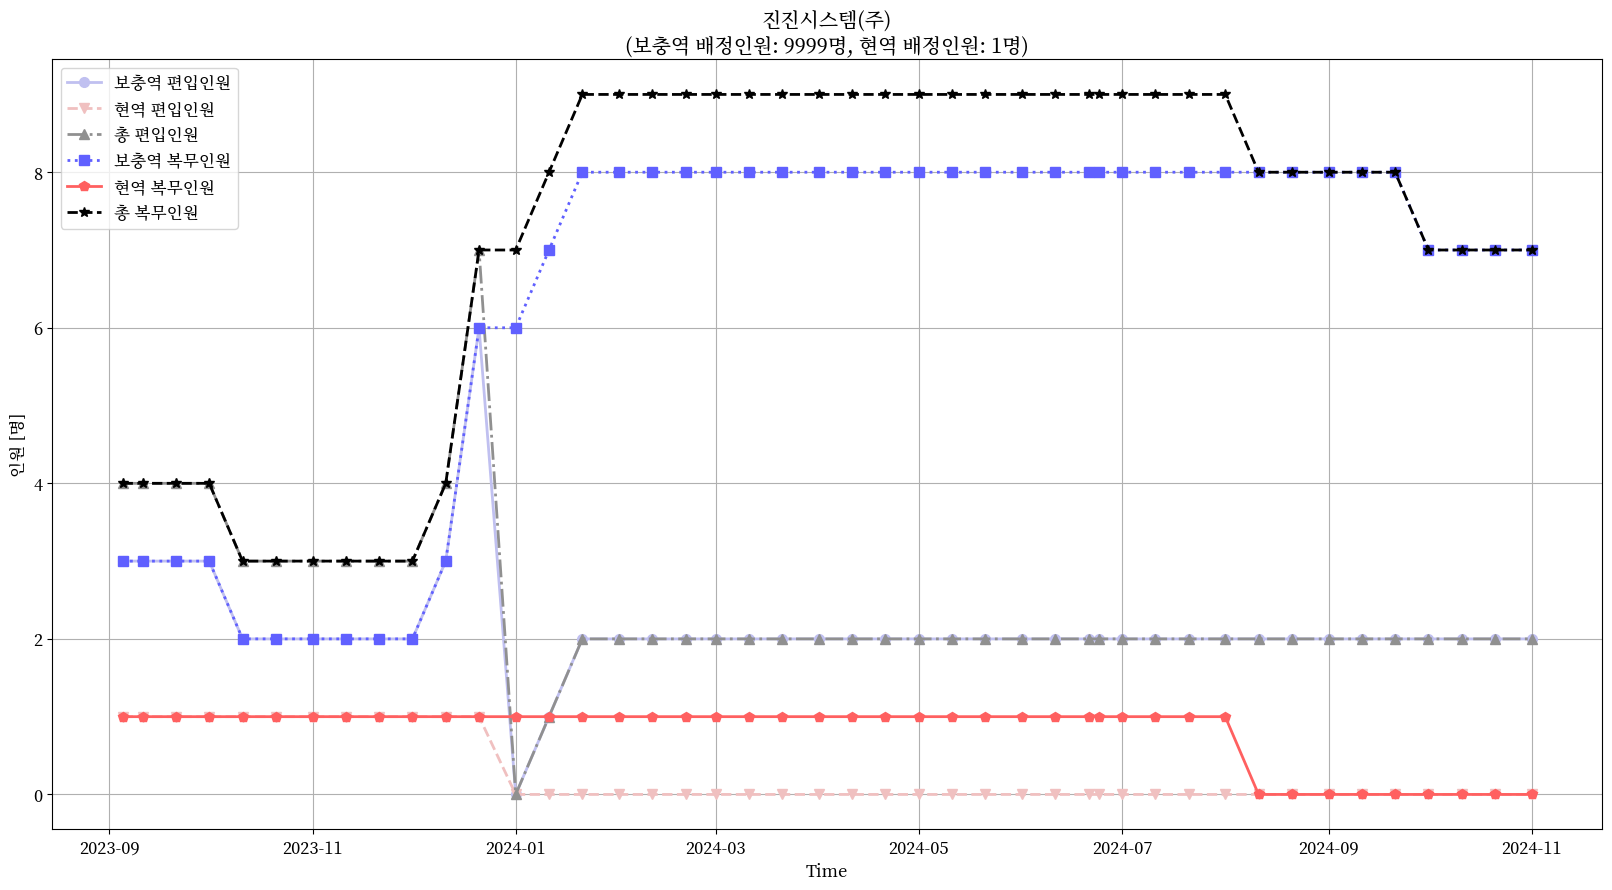 진진시스템(주)
(보충역 배정인원: 9999명, 현역 배정인원: 1명)
보충역 편입인원
현역 편입인원
총 편입인원
보충역 복무인원
현역 복무인원
총 복무인원
인원 [명]
8
6
4
2
0
2023-09
2023-11
2024-01
2024-03
2024-05
2024-07
2024-09
2024-11
Time